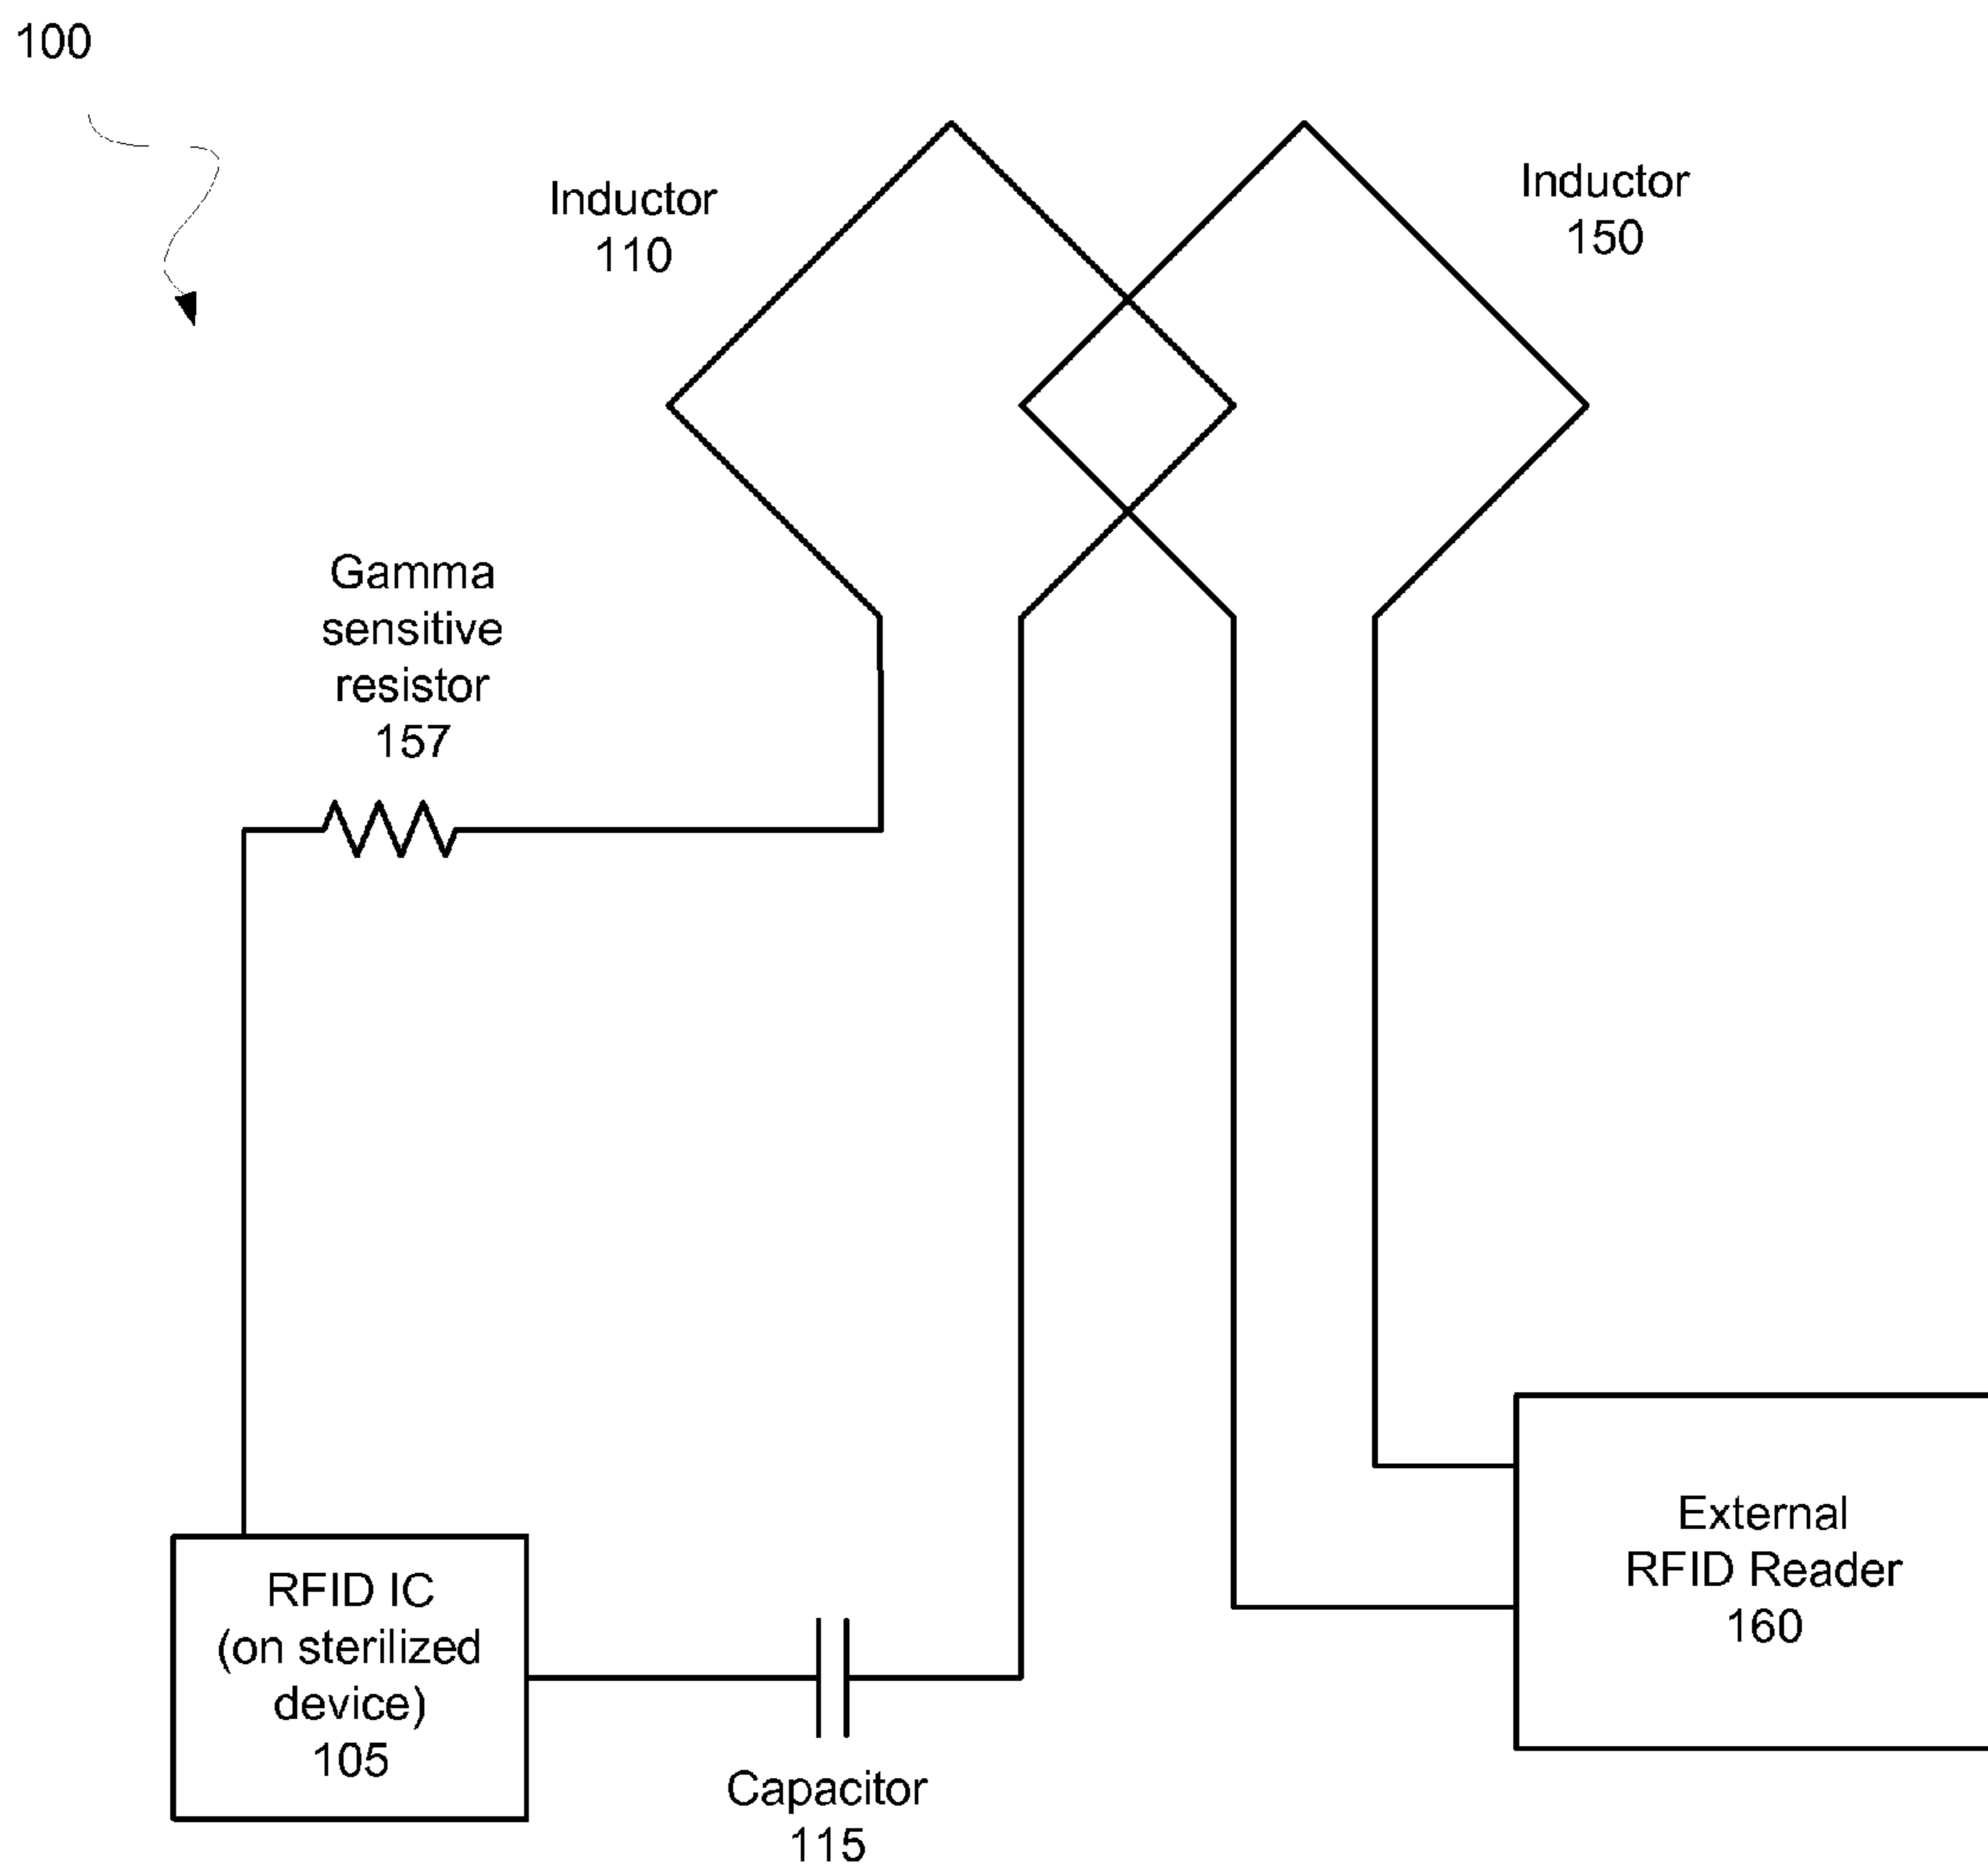 100
Inductor
110
Inductor
150
Gamma
sensitive
resistor
157
External
RFID Reader
160
RFID IC
(on sterilized
device)
105
Capacitor
115